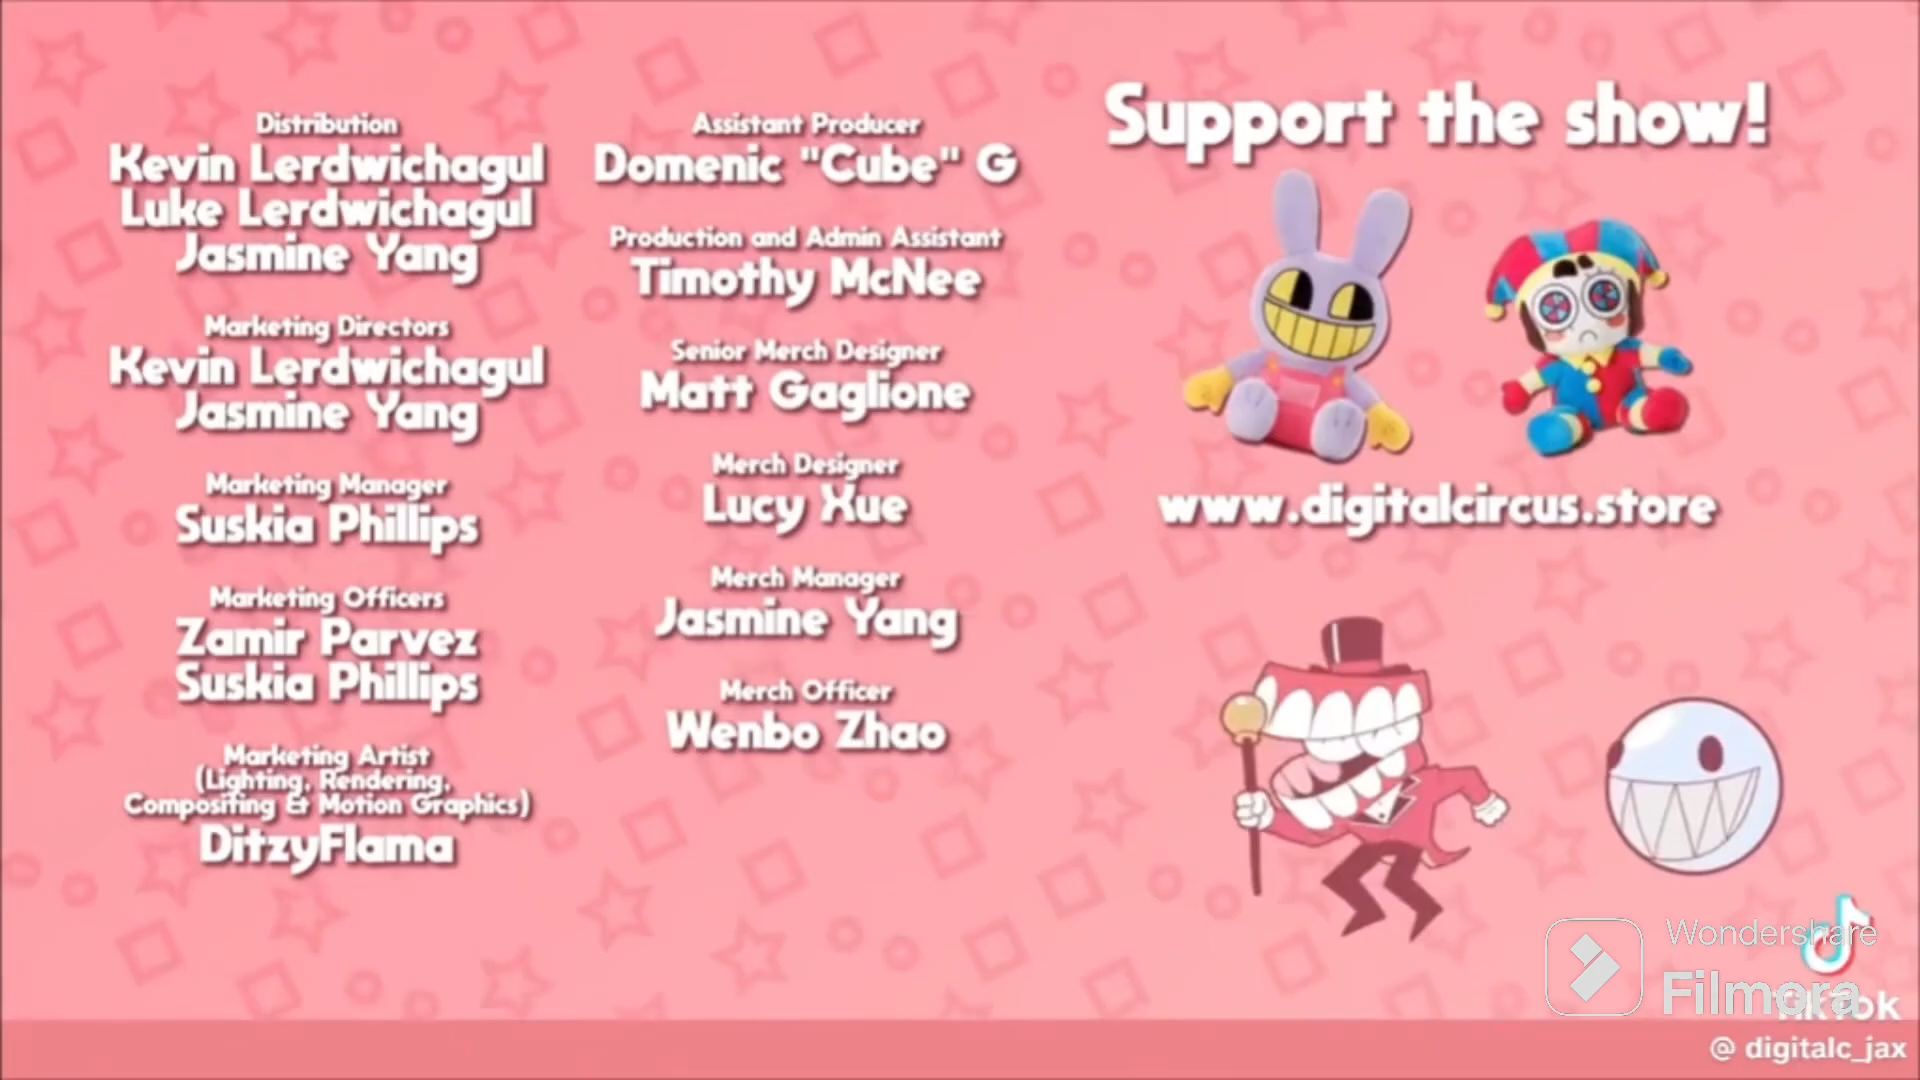 Distribution
Kevin Lerdwichagul
Luke Lerdwichagul
Jasmine Yang
Marketing Directors
Kevin Lerdwichagul
Jasmine Yang
Marketing Manager
Suskia Phillips
Marketing Officers
Zamir Parvez
Suskia Phillips
Marketing Artist
(Lighting, Rendering,
Compositing & Motion Graphics)
DitzyFlama
Assistant Producer
Domenic "Cube" G
Production and Admin Assistant
Timothy McNee
Senior Merch Designer
Matt Gaglione
Merch Designer
Lucy Xue
Merch Manager
Jasmine Yang
Merch Officer
Wenbo Zhao
Support the show!
www.digitalcircus.store
Wondershare
Filmora
TikTok
@ digitalc_jax